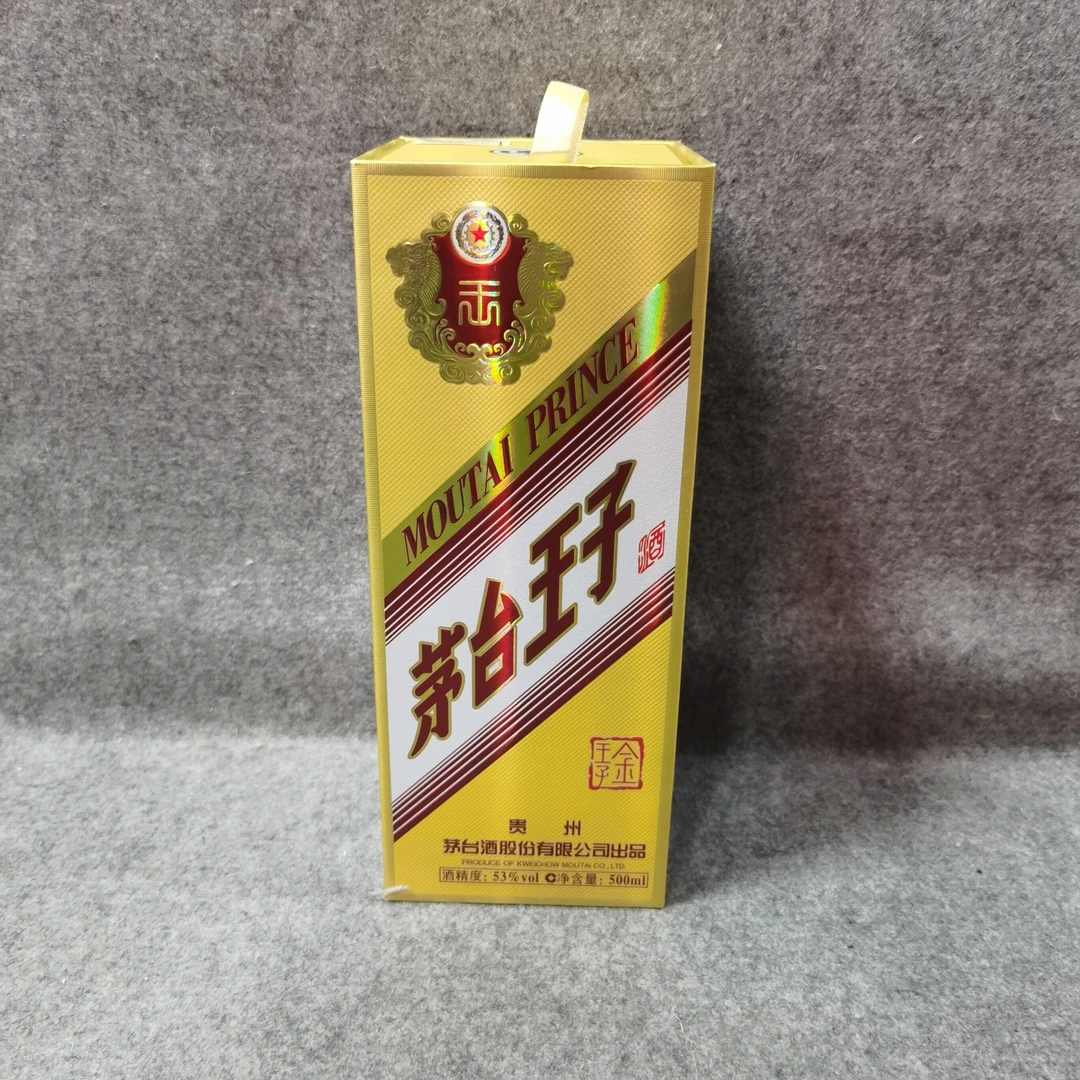 MOUTAI PRINCE
茅台王子
酒
王子
金
贵 州
茅台酒股份有限公司出品
PRODUCE OF KWEICHOW MOUTAI CO., LTD.
酒精度：53%vol C净含量：500ml